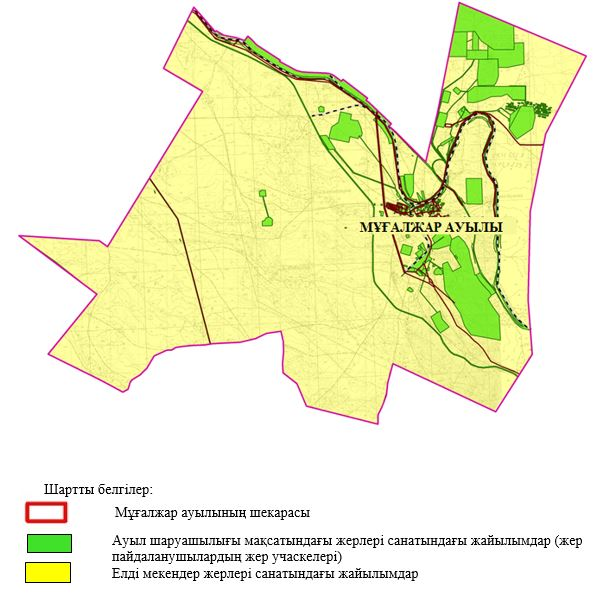 МҰҒАЛЖАР АУЫЛЫ
Шартты белгілер:
Мұғалжар ауылының шекарасы
Ауыл шаруашылығы мақсатындағы жерлері санатындағы жайылымдар (жер
пайдаланушылардың жер учаскелері)
Елді мекендер жерлері санатындағы жайылымдар